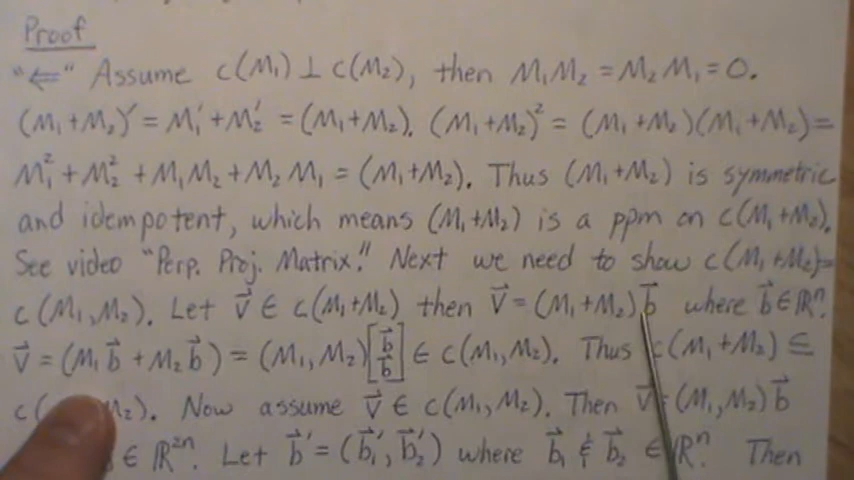 Proof
"⇐" Assume C(M₁) ⊥ C(M₂), then M₁M₂ = M₂M₁ = 0.
(M₁+M₂)' = M₁' + M₂' = (M₁+M₂). (M₁+M₂)² = (M₁+M₂)(M₁+M₂) =
M₁² + M₂² + M₁M₂ + M₂M₁ = (M₁+M₂). Thus (M₁+M₂) is symmetric
and idempotent, which means (M₁+M₂) is a ppm on C(M₁+M₂).
See video "Perp. Proj. Matrix." Next we need to show C(M₁+M₂) =
C(M₁,M₂). Let v⃗ ∈ C(M₁+M₂) then v⃗ = (M₁+M₂)b⃗ where b⃗ ∈ ℝⁿ.
v⃗ = (M₁b⃗ + M₂b⃗) = (M₁,M₂)[b⃗ b⃗] ∈ C(M₁,M₂). Thus C(M₁+M₂) ⊆
C( M₂). Now assume v⃗ ∈ C(M₁,M₂). Then v⃗ = (M₁,M₂)b⃗
∈ ℝ²ⁿ. Let b⃗' = (b⃗₁', b⃗₂') where b⃗₁ & b⃗₂ ∈ ℝⁿ. Then